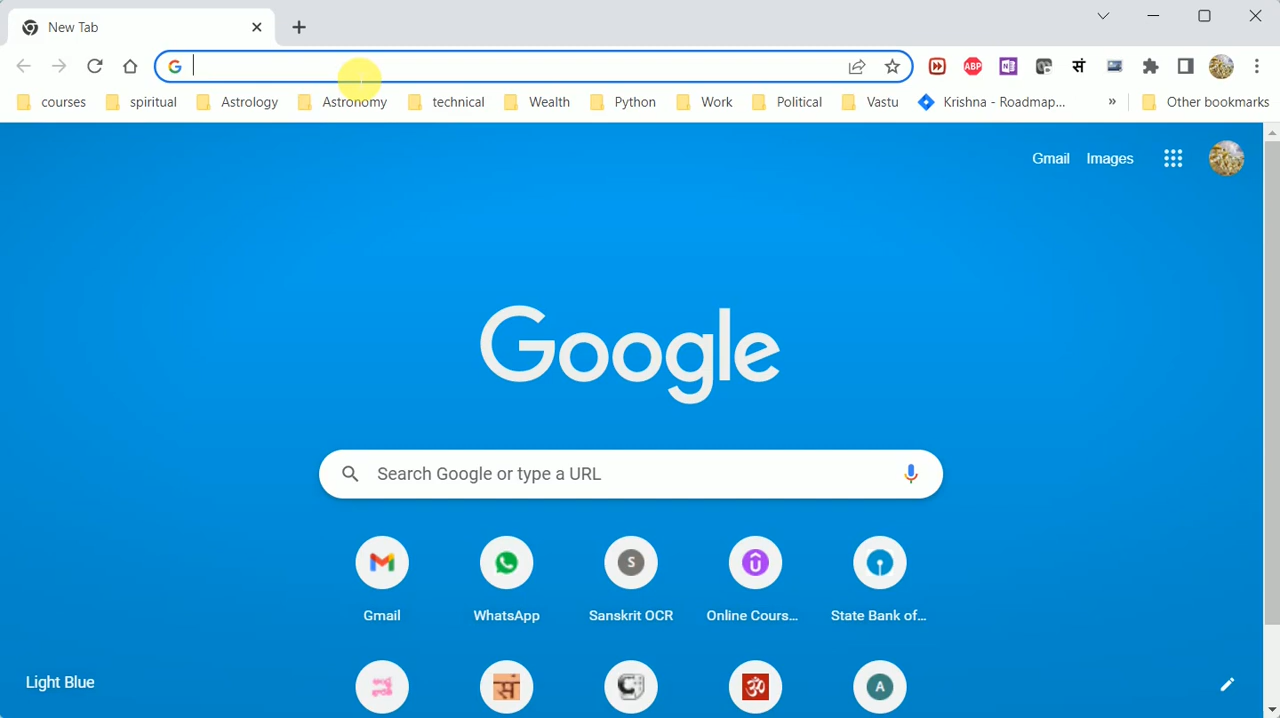 New Tab
courses spiritual Astrology Astronomy technical Wealth Python Work Political Vastu Krishna - Roadmap... » Other bookmarks
Gmail Images
Google
Search Google or type a URL
Gmail WhatsApp Sanskrit OCR Online Cours... State Bank of...
Light Blue